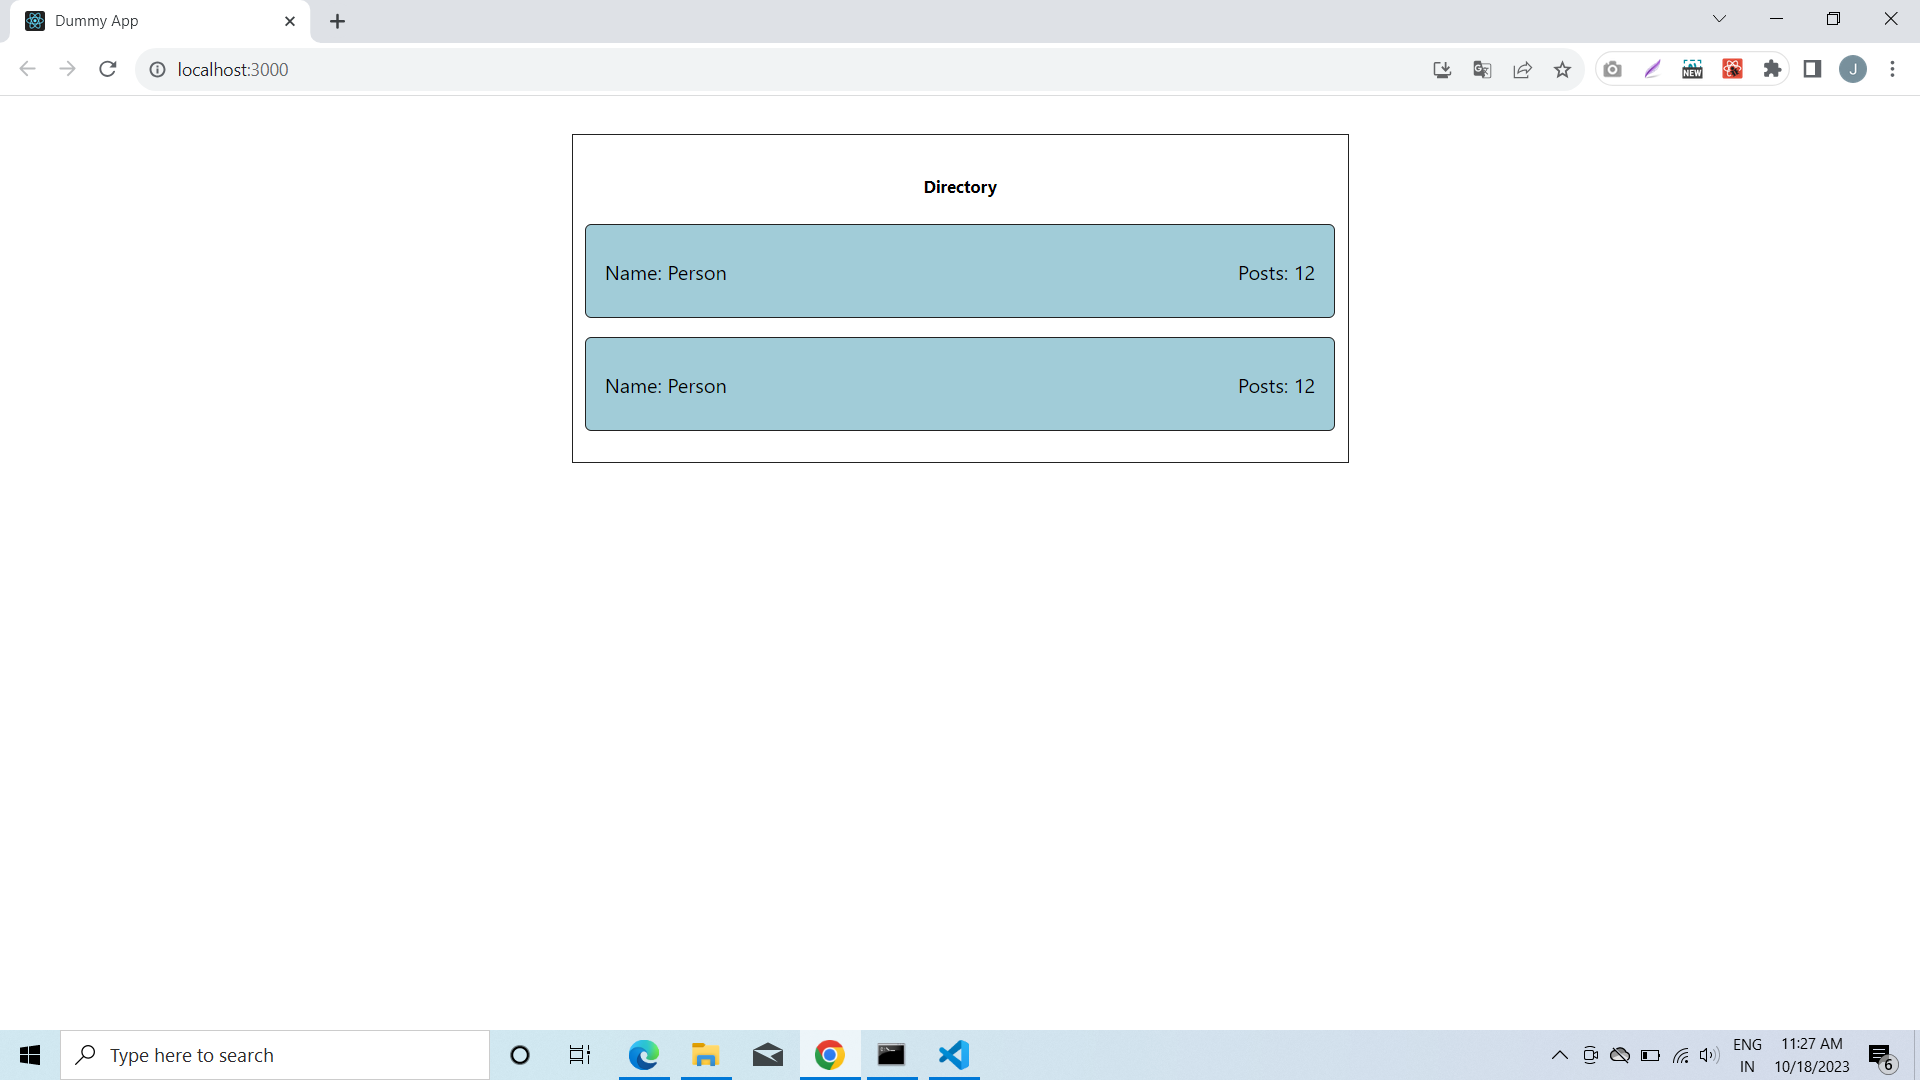 Dummy App
localhost:3000
NEW
J
Directory
Name: Person Posts: 12
Name: Person Posts: 12
Type here to search
ENG 11:27 AM
IN 10/18/2023
6